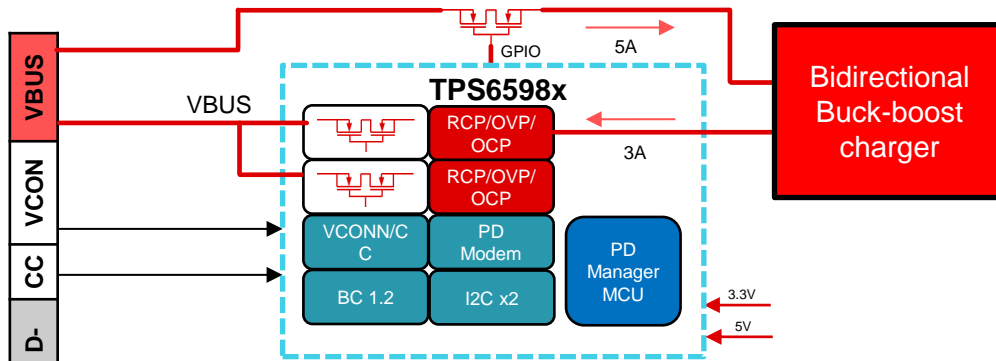 GPIO
5A
TPS6598x
VBUS
VBUS
RCP/OVP/
OCP
3A
Bidirectional
Buck-boost
charger
RCP/OVP/
OCP
VCON
VCONN/C
C
PD
Modem
PD
Manager
MCU
CC
BC 1.2
I2C x2
3.3V
5V
D-